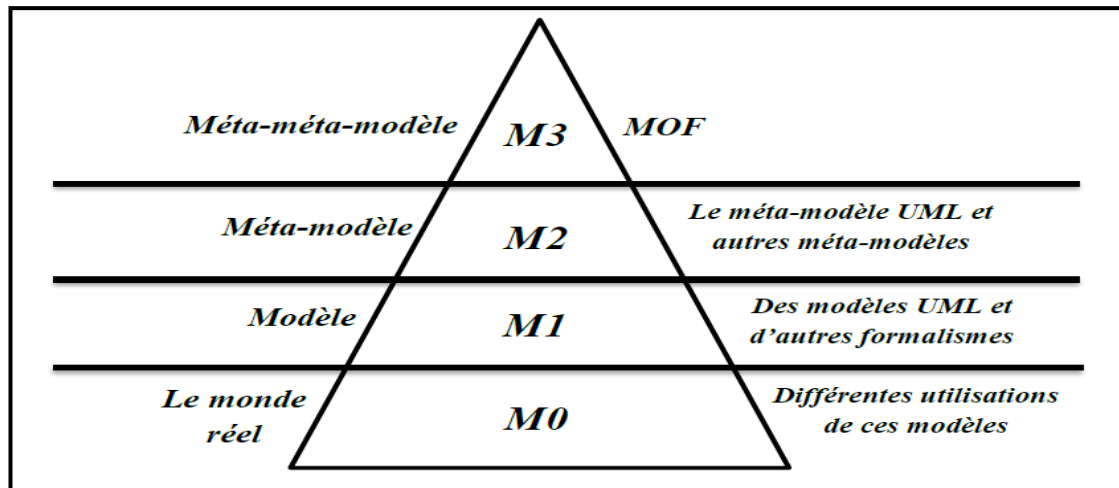 Méta-méta-modèle
M3
MOF
Méta-modèle
M2
Le méta-modèle UML et
autres méta-modèles
Modèle
M1
Des modèles UML et
d’autres formalismes
Le monde
réel
M0
Différentes utilisations
de ces modèles